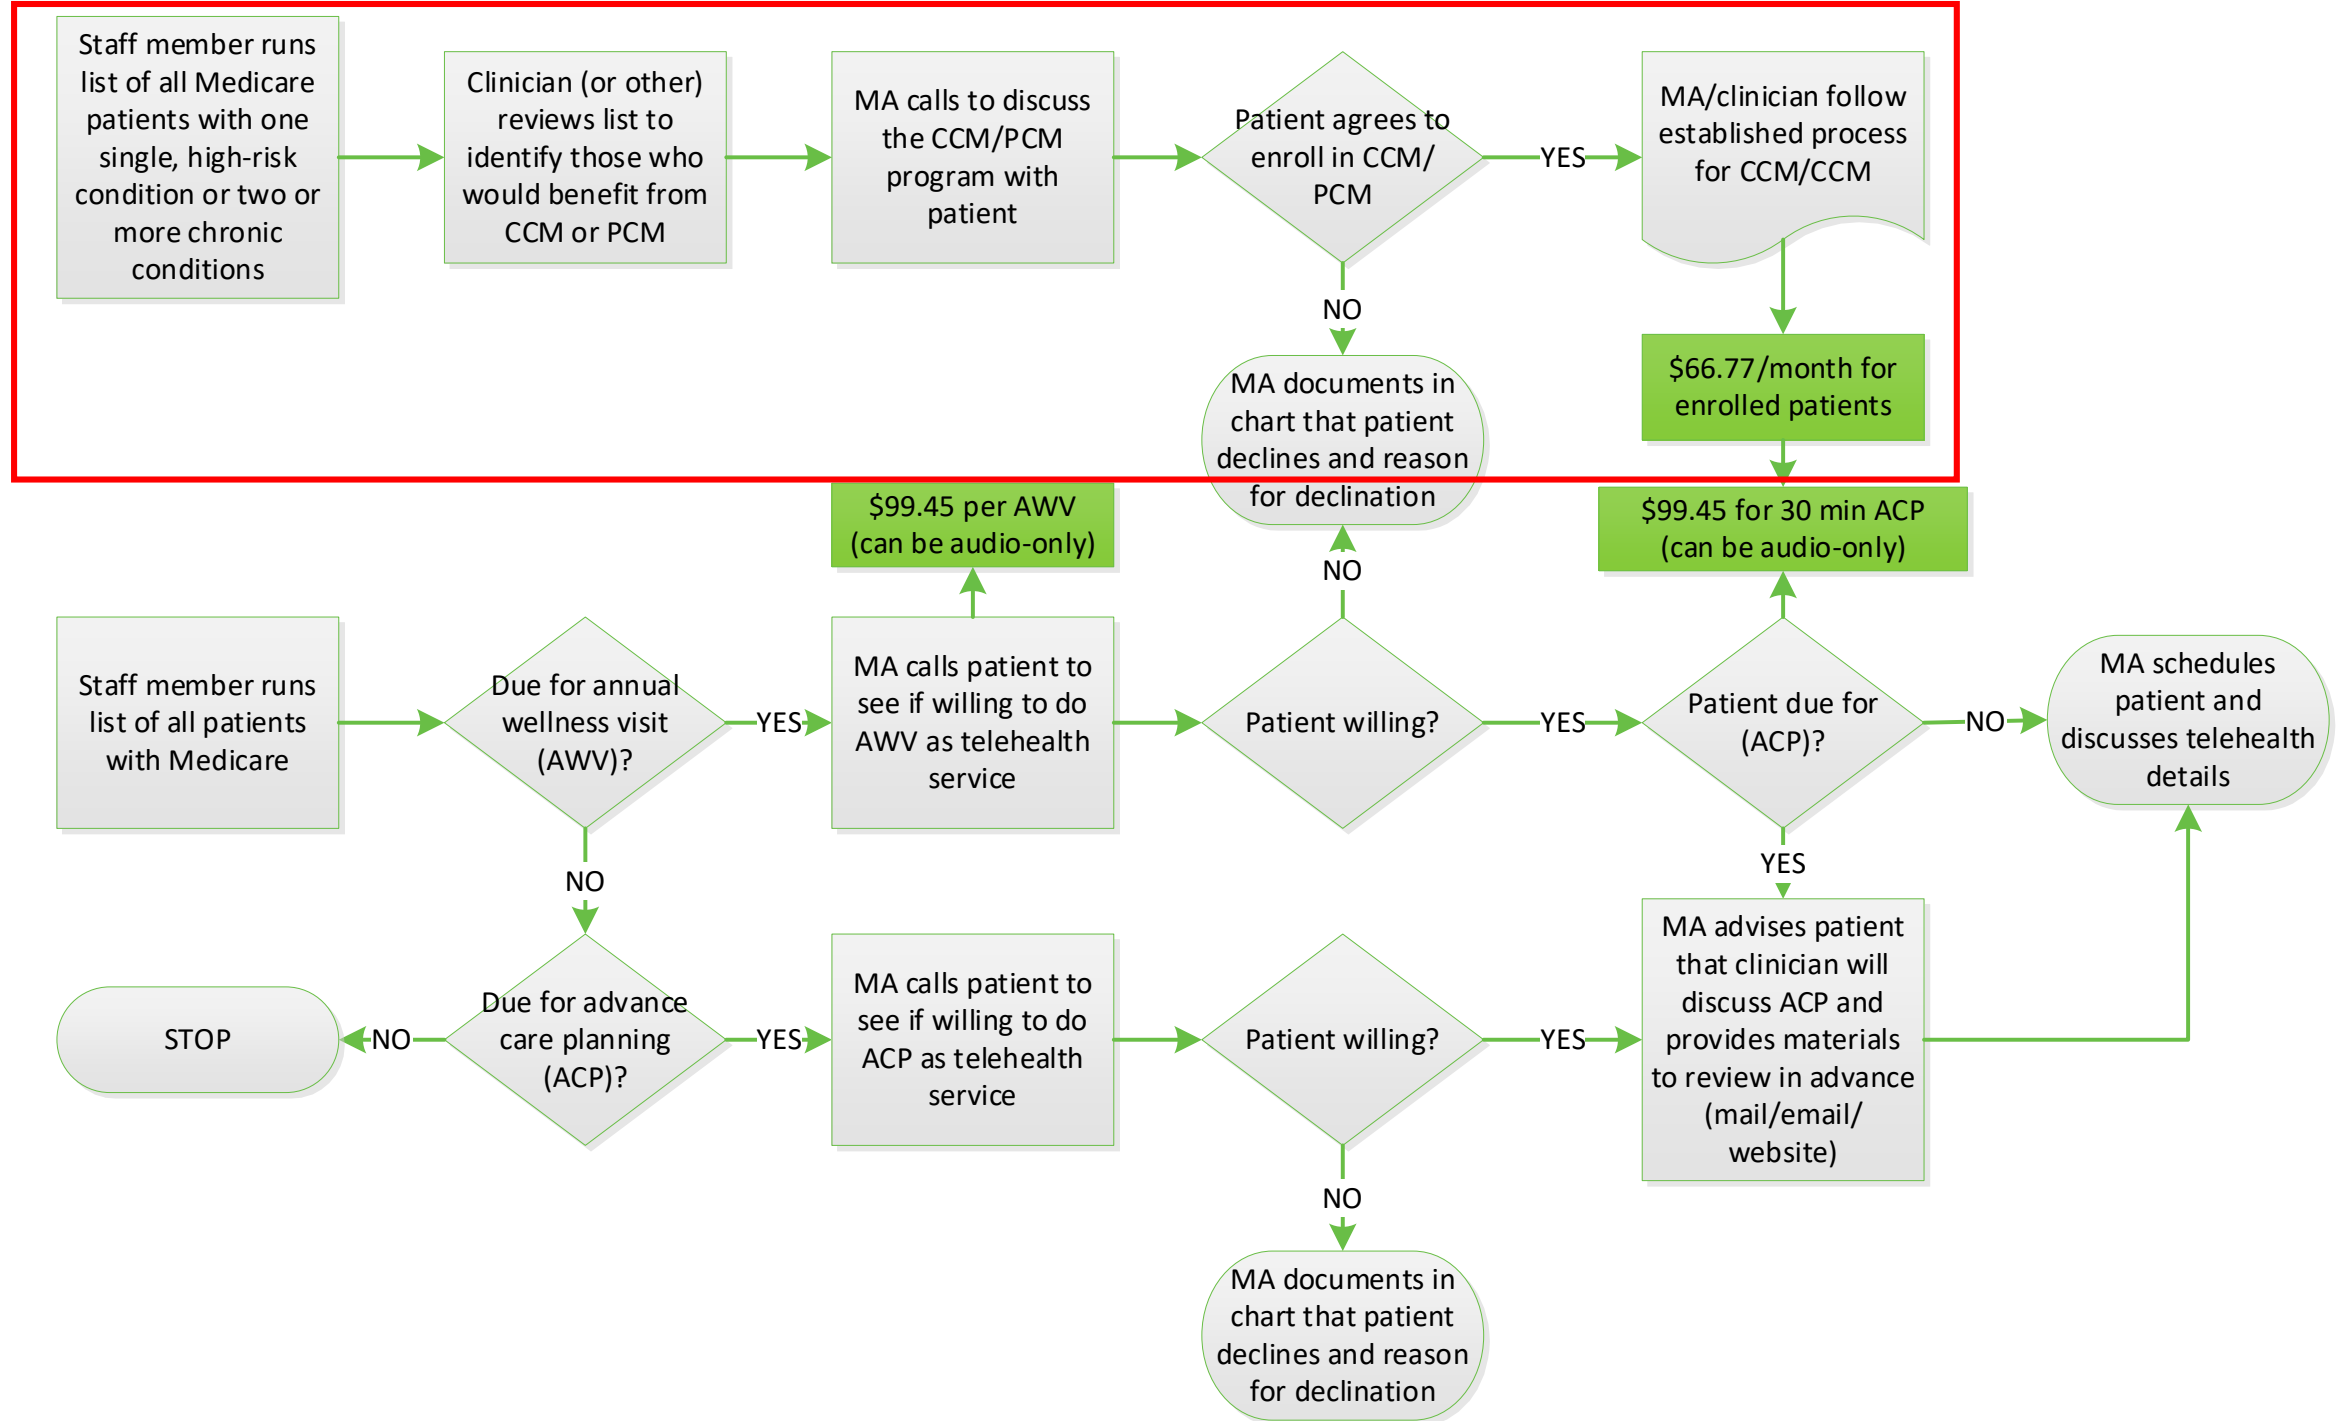 Staff member runs
list of all Medicare
patients with one
single, high-risk
condition or two or
more chronic
conditions
Clinician (or other)
reviews list to
identify those who
would benefit from
CCM or PCM
MA calls to discuss
the CCM/PCM
program with
patient
Patient agrees to
enroll in CCM/
PCM
YES
MA/clinician follow
established process
for CCM/CCM
NO
$66.77/month for
enrolled patients
MA documents in
chart that patient
declines and reason
for declination
$99.45 per AWV
(can be audio-only)
$99.45 for 30 min ACP
(can be audio-only)
NO
Staff member runs
list of all patients
with Medicare
Due for annual
wellness visit
(AWV)?
YES
MA calls patient to
see if willing to do
AWV as telehealth
service
Patient willing?
YES
Patient due for
(ACP)?
NO
MA schedules
patient and
discusses telehealth
details
NO
YES
STOP
NO
Due for advance
care planning
(ACP)?
YES
MA calls patient to
see if willing to do
ACP as telehealth
service
Patient willing?
YES
MA advises patient
that clinician will
discuss ACP and
provides materials
to review in advance
(mail/email/
website)
NO
MA documents in
chart that patient
declines and reason
for declination